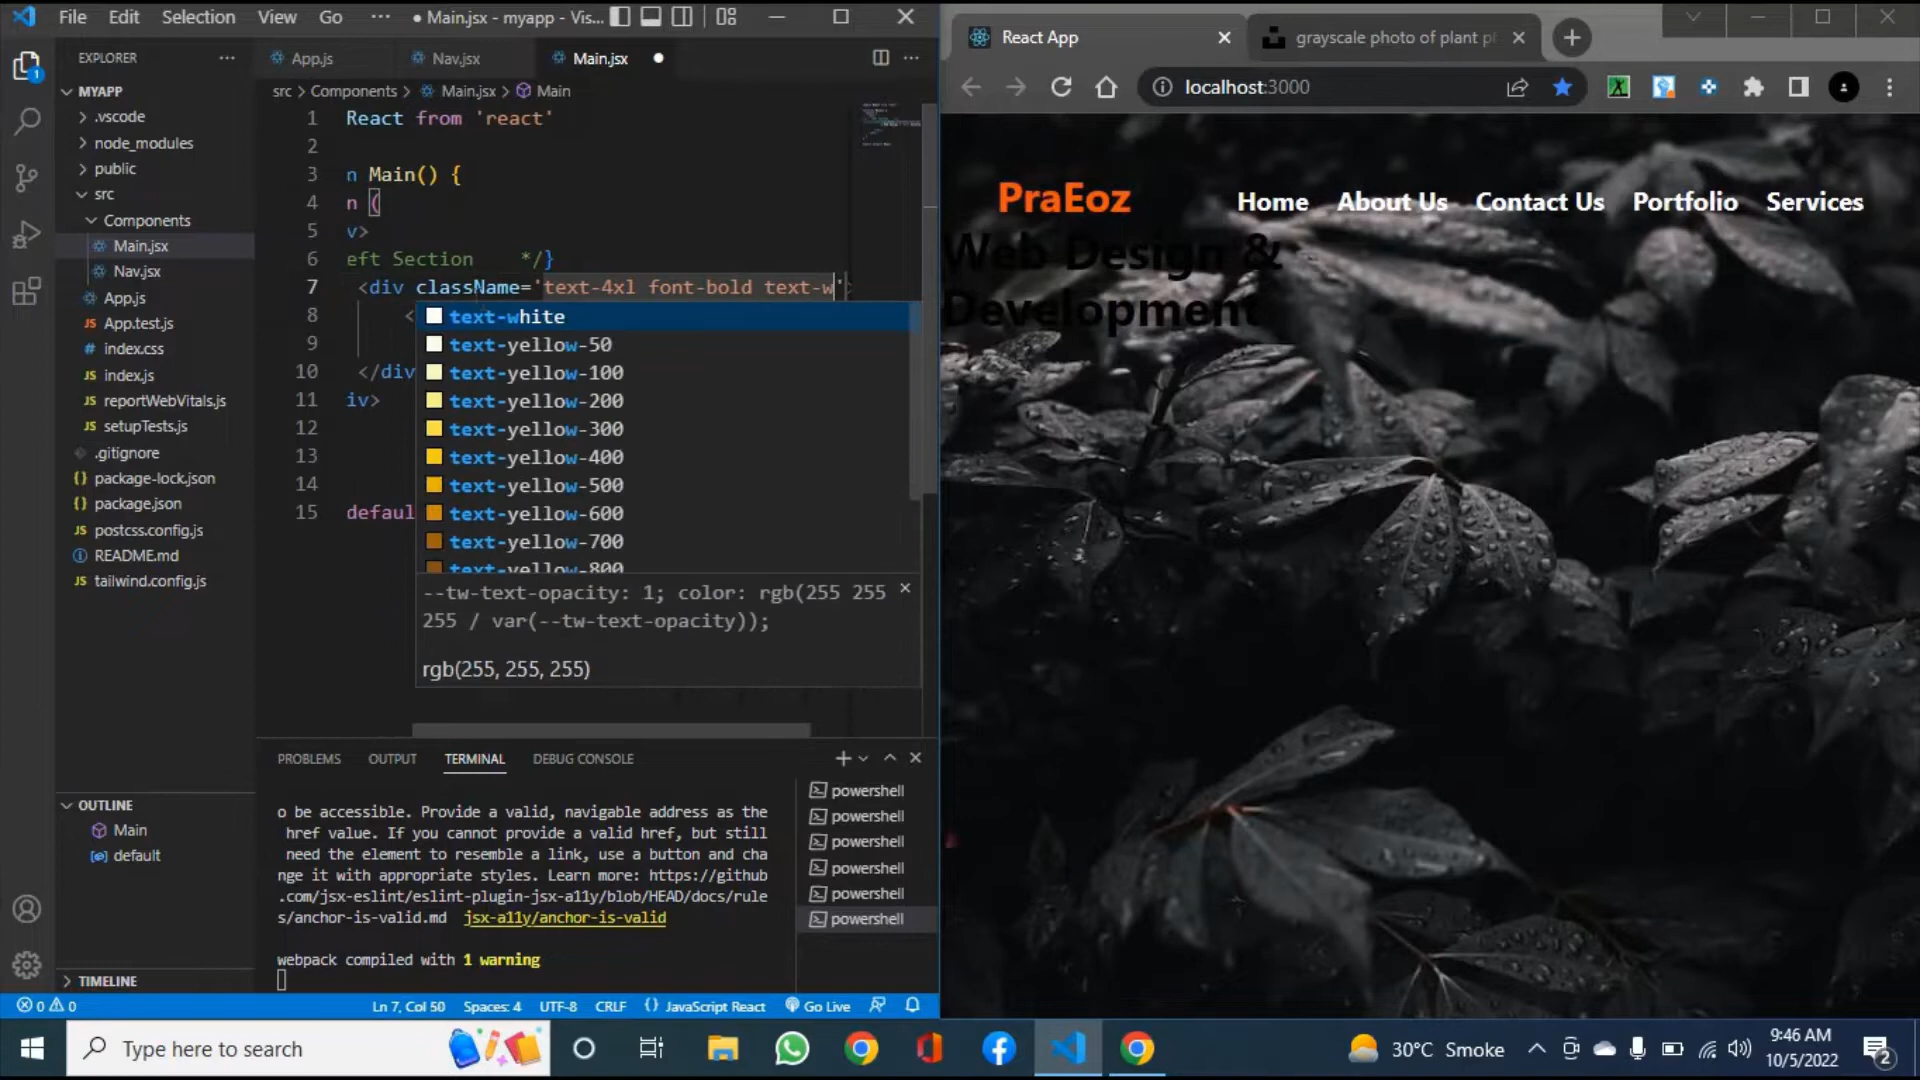 File Edit Selection View Go ··· ● Main.jsx - myapp - Vis...
EXPLORER ···
MYAPP
.vscode
node_modules
public
src
Components
Main.jsx
Nav.jsx
App.js
App.test.js
index.css
index.js
reportWebVitals.js
setupTests.js
.gitignore
package-lock.json
package.json
postcss.config.js
README.md
tailwind.config.js
OUTLINE
Main
default
TIMELINE
App.js Nav.jsx Main.jsx
src > Components > Main.jsx > Main
1 React from 'react'
2
3 n Main() {
4 n (
5 v>
6 eft Section */}
7 <div className='text-4xl font-bold text-w'
8 <
9
10 </div
11 iv>
12
13
14
15 defaul
text-white
text-yellow-50
text-yellow-100
text-yellow-200
text-yellow-300
text-yellow-400
text-yellow-500
text-yellow-600
text-yellow-700
text-yellow-800
--tw-text-opacity: 1; color: rgb(255 255
255 / var(--tw-text-opacity));
rgb(255, 255, 255)
PROBLEMS OUTPUT TERMINAL DEBUG CONSOLE
o be accessible. Provide a valid, navigable address as the
href value. If you cannot provide a valid href, but still
need the element to resemble a link, use a button and cha
nge it with appropriate styles. Learn more: https://github
.com/jsx-eslint/eslint-plugin-jsx-a11y/blob/HEAD/docs/rule
s/anchor-is-valid.md jsx-a11y/anchor-is-valid
webpack compiled with 1 warning
powershell
powershell
powershell
powershell
powershell
powershell
0 0 Ln 7, Col 50 Spaces: 4 UTF-8 CRLF {} JavaScript React Go Live
React App
grayscale photo of plant p
localhost:3000
PraEoz
Home About Us Contact Us Portfolio Services
Web Design &
Development
Type here to search
30°C Smoke
9:46 AM
10/5/2022
2